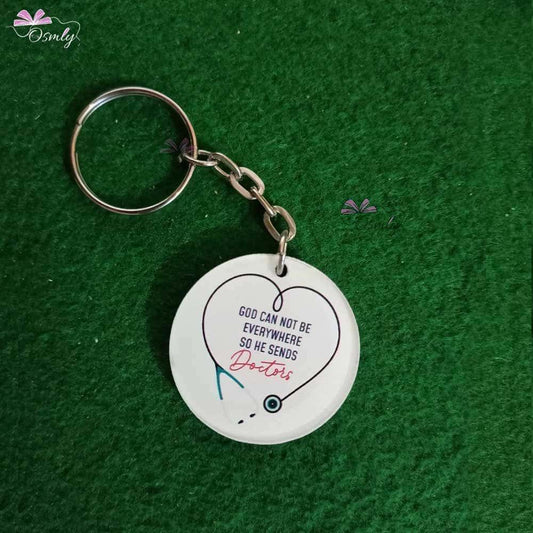 Osmly
GOD CAN NOT BE
EVERYWHERE
SO HE SENDS
Doctors